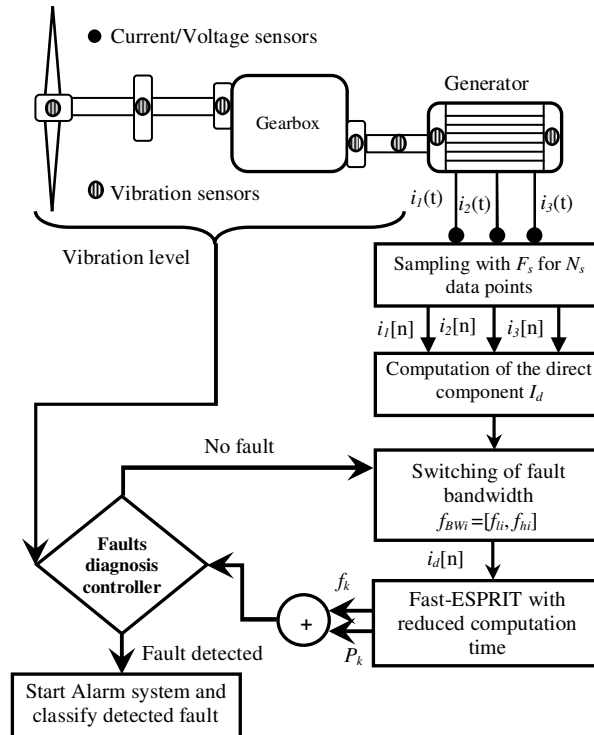 Current/Voltage sensors
Generator
Gearbox
Vibration sensors
i1(t)
i2(t)
i3(t)
Vibration level
Sampling with Fs for Ns
data points
i1[n]
i2[n]
i3[n]
Computation of the direct
component Id
No fault
Switching of fault
bandwidth
fBWi=[fli, fhi]
Faults
diagnosis
controller
id[n]
fk
+
Pk
Fast-ESPRIT with
reduced computation
time
Fault detected
Start Alarm system and
classify detected fault